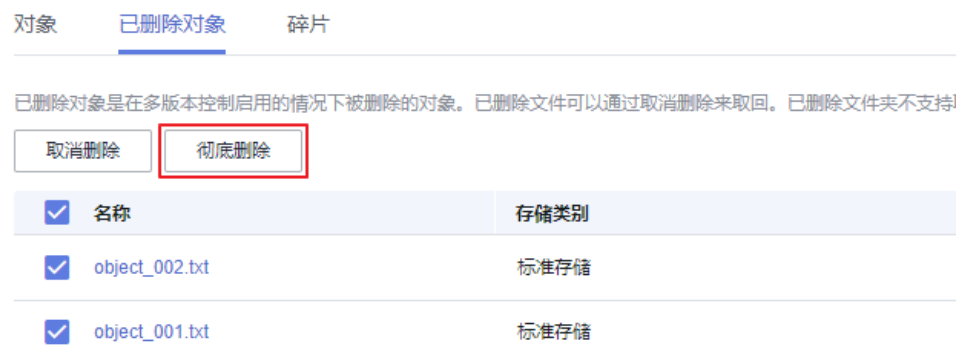 对象 已删除对象 碎片
已删除对象是在多版本控制启用的情况下被删除的对象。已删除文件可以通过取消删除来取回。已删除文件夹不支持
取消删除 彻底删除
名称 存储类别
object_002.txt 标准存储
object_001.txt 标准存储